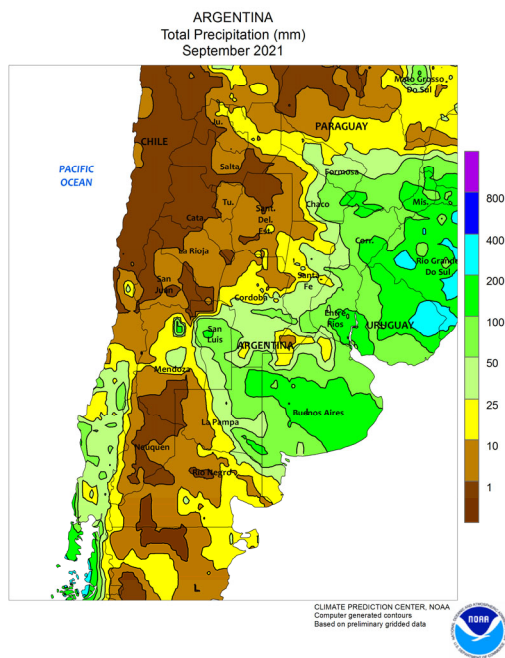 ARGENTINA
Total Precipitation (mm)
September 2021
Mato Grosso
Do Sul
Ju.
PARAGUAY
CHILE
PACIFIC
OCEAN
Salta
Formosa
Tu.
Chaco
Mis.
Cata.
Sant.
Del.
Est.
Corr.
La Rioja
Rio Grande
Do Sul
San
Juan
Santa
Fe
Cordoba
Entre
Rios
URUGUAY
San
Luis
ARGENTINA
Mendoza
Buenos Aires
La Pampa
Neuquen
Rio Negro
L
800
400
200
100
50
25
10
1
CLIMATE PREDICTION CENTER, NOAA
Computer generated contours
Based on preliminary gridded data
NOAA